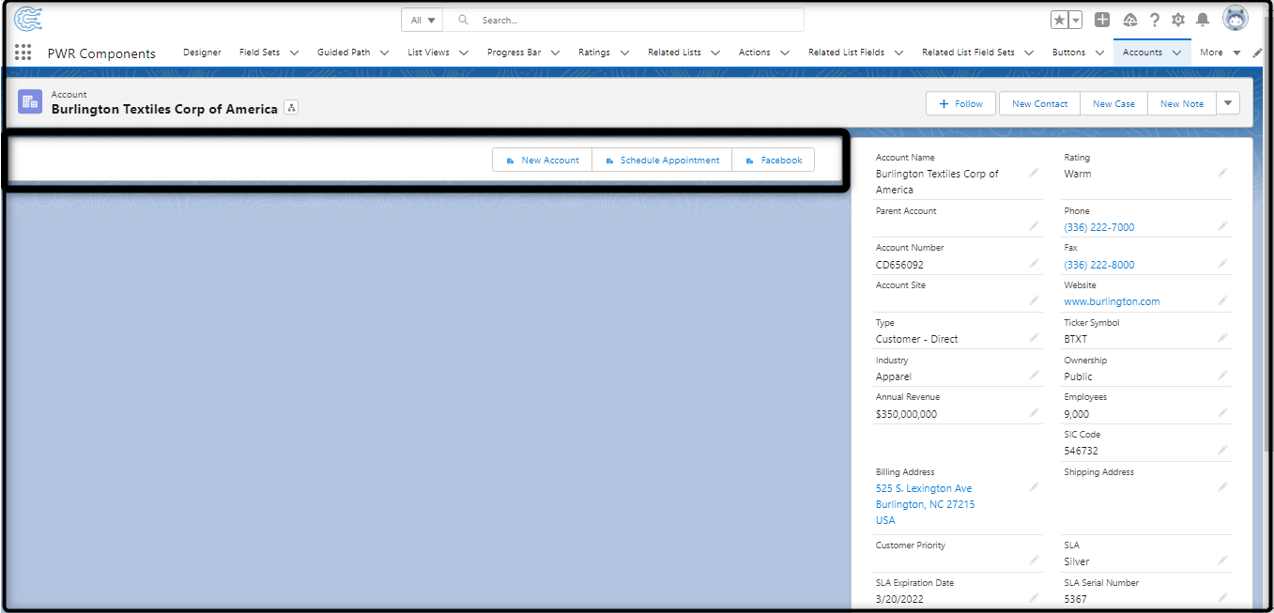 All
Search...
PWR Components
Designer
Field Sets
Guided Path
List Views
Progress Bar
Ratings
Related Lists
Actions
Related List Fields
Related List Field Sets
Buttons
Accounts
More
Account
Burlington Textiles Corp of America
Follow
New Contact
New Case
New Note
New Account
Schedule Appointment
Facebook
Account Name
Burlington Textiles Corp of
America
Rating
Warm
Parent Account
Phone
(336) 222-7000
Account Number
CD656092
Fax
(336) 222-8000
Account Site
Website
www.burlington.com
Type
Customer - Direct
Ticker Symbol
BTXT
Industry
Apparel
Ownership
Public
Annual Revenue
$350,000,000
Employees
9,000
SIC Code
546732
Billing Address
525 S. Lexington Ave
Burlington, NC 27215
USA
Shipping Address
Customer Priority
SLA
Silver
SLA Expiration Date
3/20/2022
SLA Serial Number
5367